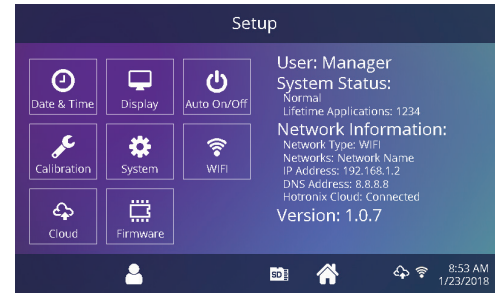 Setup
Date & Time
Display
Auto On/Off
Calibration
System
WIFI
Cloud
Firmware
User: Manager
System Status:
Normal
Lifetime Applications: 1234
Network Information:
Network Type: WIFI
Networks: Network Name
IP Address: 192.168.1.2
DNS Address: 8.8.8.8
Hotronix Cloud: Connected
Version: 1.0.7
SD
8:53 AM
1/23/2018